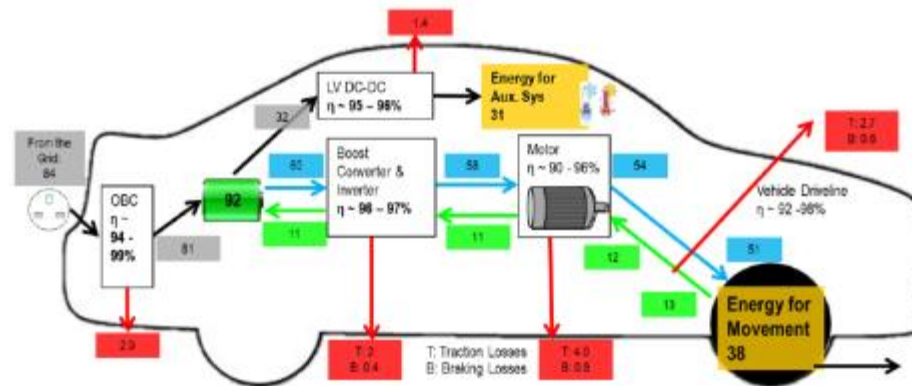 1.4
LV DC-DC
η ~ 95 – 98%
Energy for
Aux. Sys
31
32
From the
Grid:
84
OBC
η ~
94 -
99%
81
92
60
11
Boost
Converter &
Inverter
η ~ 96 – 97%
58
11
Motor
η ~ 90 - 96%
54
12
T: 2.7
B: 0.6
Vehicle Driveline
η ~ 92 -98%
51
13
Energy for
Movement
38
2.9
T: 2
B: 0.4
T: Traction Losses
B: Braking Losses
T: 4.0
B: 0.8